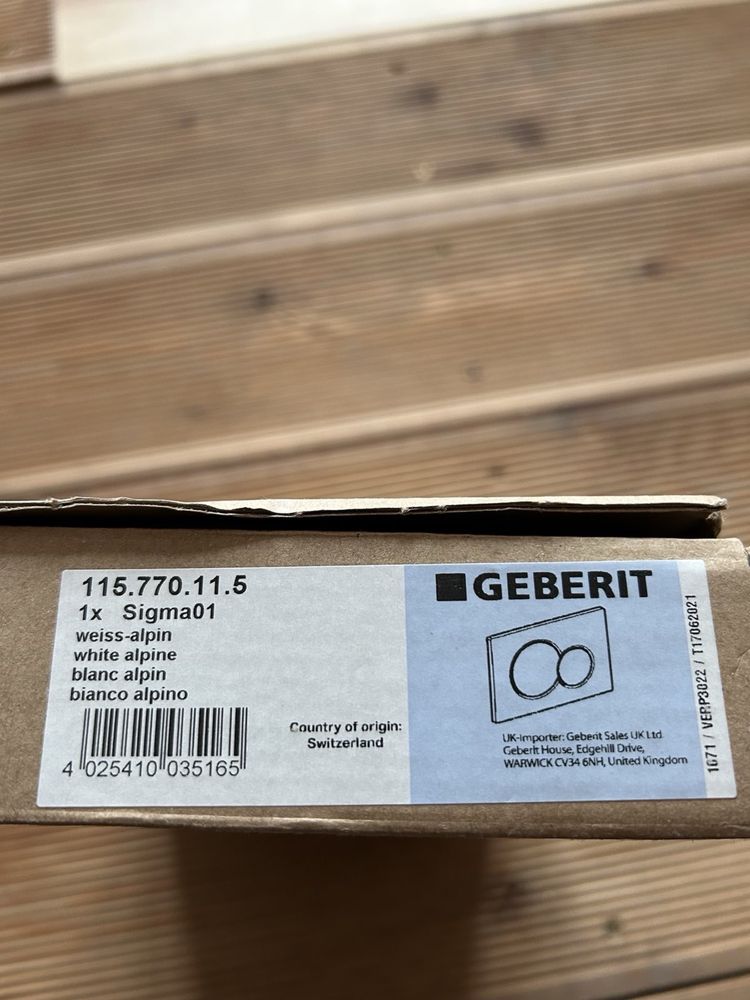 115.770.11.5
1x Sigma01
weiss-alpin
white alpine
blanc alpin
bianco alpino
4 025410 035165
Country of origin:
Switzerland
GEBERIT
UK-Importer: Geberit Sales UK Ltd
Geberit House, Edgehill Drive,
WARWICK CV34 6NH, United Kingdom
1671 / VERP3022 / T17062021